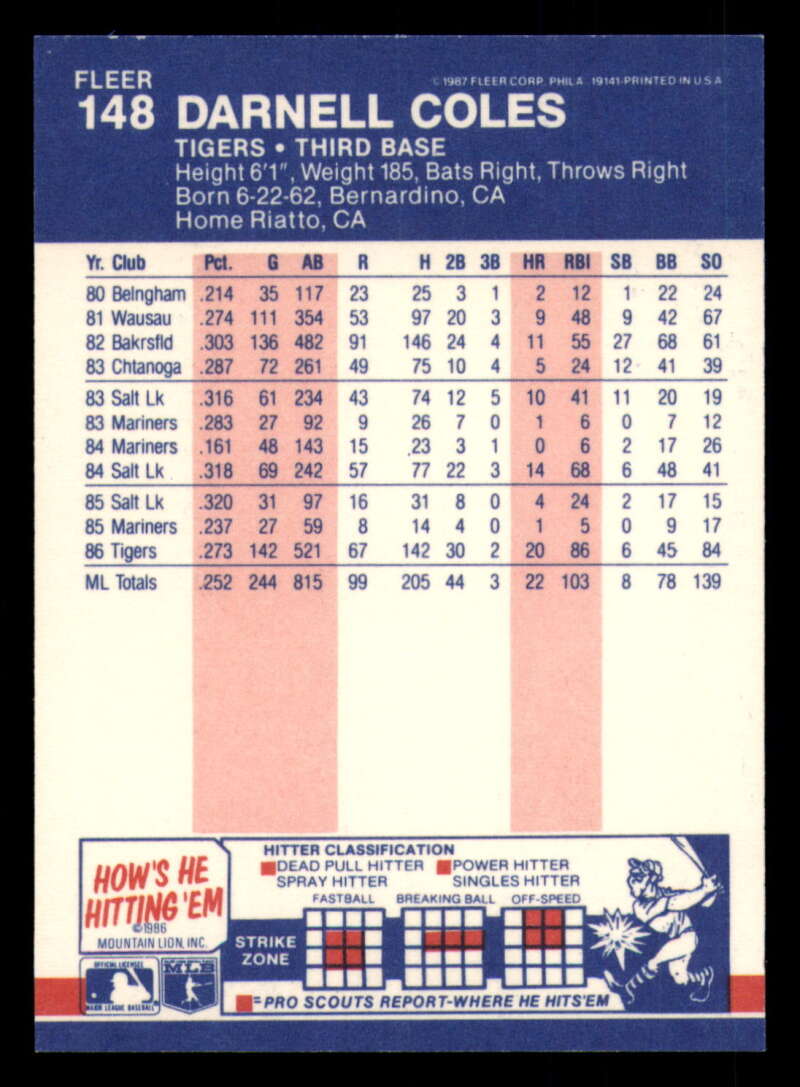 FLEER
148 DARNELL COLES
© 1987 FLEER CORP. PHILA. 19141-PRINTED IN U.S.A
TIGERS • THIRD BASE
Height 6'1", Weight 185, Bats Right, Throws Right
Born 6-22-62, Bernardino, CA
Home Riatto, CA
Yr. Club Pct. G AB R H 2B 3B HR RBI SB BB SO
80 Belngham .214 35 117 23 25 3 1 2 12 1 22 24
81 Wausau .274 111 354 53 97 20 3 9 48 9 42 67
82 Bakrsfld .303 136 482 91 146 24 4 11 55 27 68 61
83 Chtanoga .287 72 261 49 75 10 4 5 24 12 41 39
83 Salt Lk .316 61 234 43 74 12 5 10 41 11 20 19
83 Mariners .283 27 92 9 26 7 0 1 6 0 7 12
84 Mariners .161 48 143 15 23 3 1 0 6 2 17 26
84 Salt Lk .318 69 242 57 77 22 3 14 68 6 48 41
85 Salt Lk .320 31 97 16 31 8 0 4 24 2 17 15
85 Mariners .237 27 59 8 14 4 0 1 5 0 9 17
86 Tigers .273 142 521 67 142 30 2 20 86 6 45 84
ML Totals .252 244 815 99 205 44 3 22 103 8 78 139
HOW'S HE
HITTING 'EM
©1986
MOUNTAIN LION, INC.
OFFICIAL LICENSEE
MAJOR LEAGUE BASEBALL
MLB
HITTER CLASSIFICATION
DEAD PULL HITTER POWER HITTER
SPRAY HITTER SINGLES HITTER
FASTBALL BREAKING BALL OFF-SPEED
STRIKE
ZONE
=PRO SCOUTS REPORT-WHERE HE HITS'EM